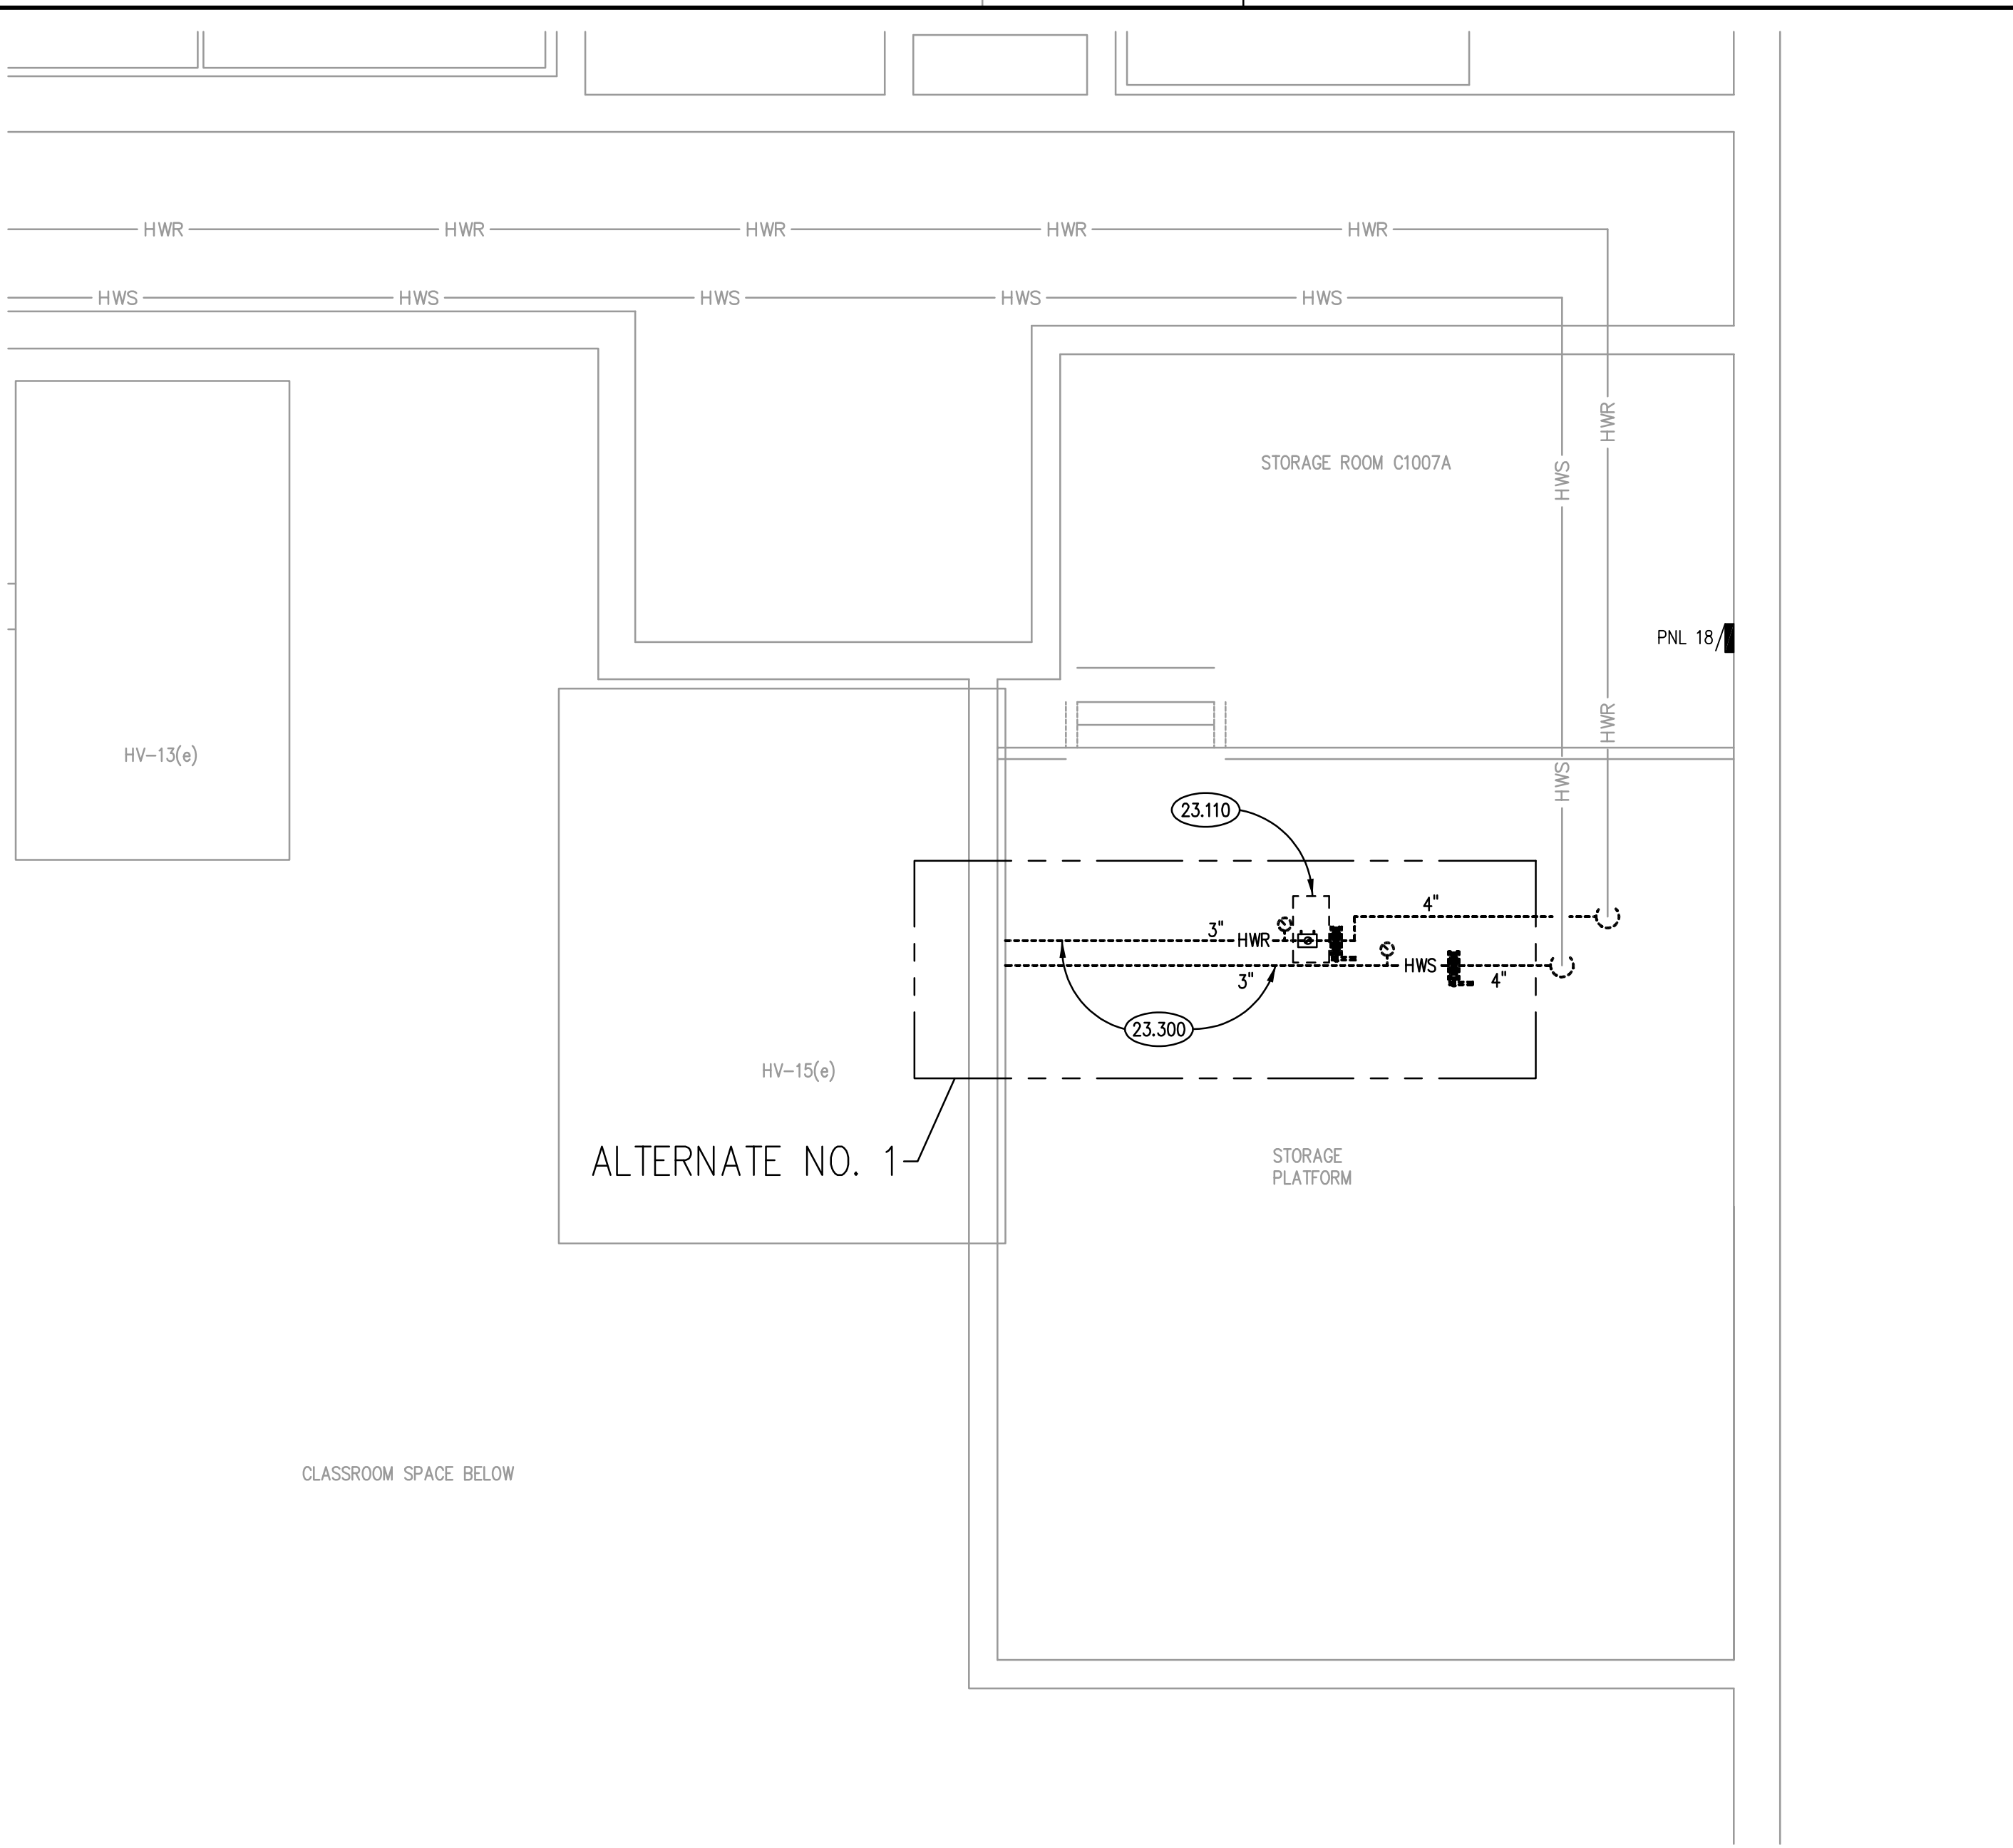 HWR HWR HWR HWR HWR
HWS HWS HWS HWS HWS
HWR
STORAGE ROOM C1007A
HWS
PNL 18
HWR
HV-13(e)
HWS
23.110
4"
3"
HWR
HWS
3"
4"
23.300
HV-15(e)
ALTERNATE NO. 1
STORAGE
PLATFORM
CLASSROOM SPACE BELOW